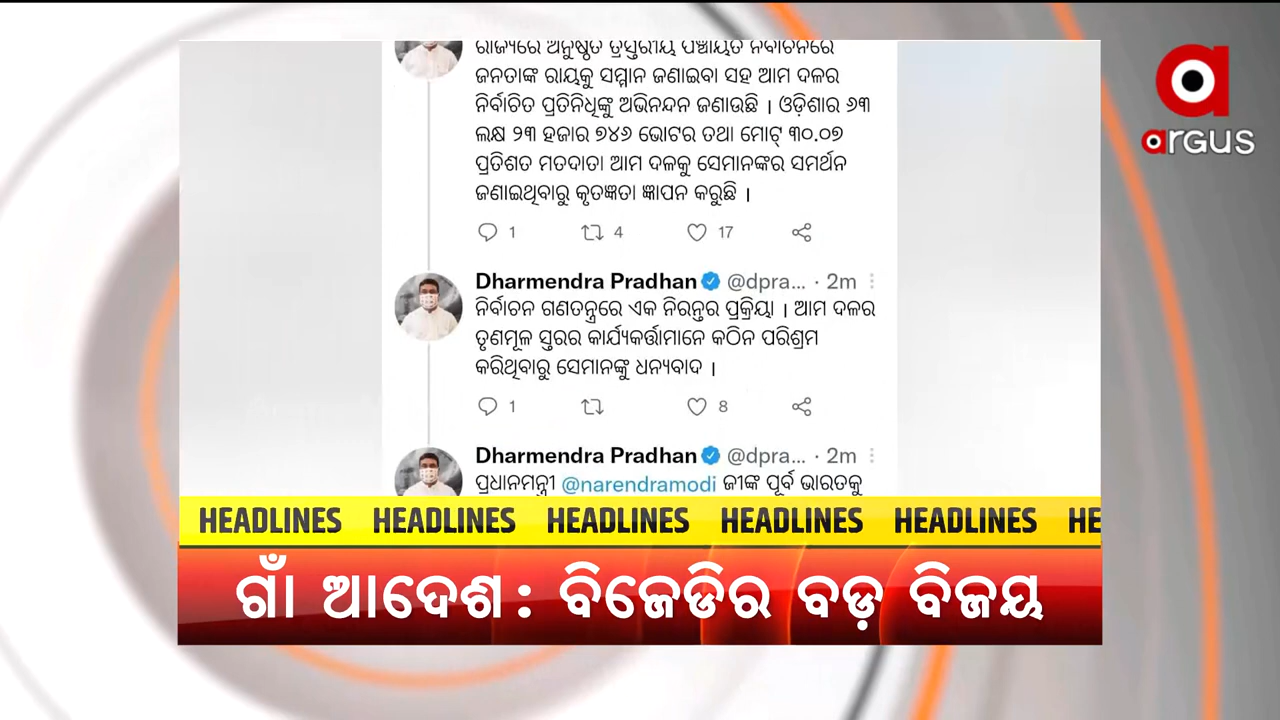 ରାଜ୍ୟରେ ଅନୁଷ୍ଠିତ ତ୍ରିସ୍ତରୀୟ ପଞ୍ଚାୟତ ନିର୍ବାଚନରେ
ଜନତାଙ୍କ ରାୟକୁ ସମ୍ମାନ ଜଣାଇବା ସହ ଆମ ଦଳର
ନିର୍ବାଚିତ ପ୍ରତିନିଧିଙ୍କୁ ଅଭିନନ୍ଦନ ଜଣାଉଛି । ଓଡ଼ିଶାର ୬୩
ଲକ୍ଷ ୨୩ ହଜାର ୭୪୬ ଭୋଟର ତଥା ମୋଟ୍ ୩୦.୦୭
ପ୍ରତିଶତ ମତଦାତା ଆମ ଦଳକୁ ସେମାନଙ୍କର ସମର୍ଥନ
ଜଣାଇଥିବାରୁ କୃତଜ୍ଞତା ଜ୍ଞାପନ କରୁଛି ।
1 4 17
Dharmendra Pradhan @dpra... · 2m
ନିର୍ବାଚନ ଗଣତନ୍ତ୍ରରେ ଏକ ନିରନ୍ତର ପ୍ରକ୍ରିୟା । ଆମ ଦଳର
ତୃଣମୂଳ ସ୍ତରର କାର୍ଯ୍ୟକର୍ତ୍ତାମାନେ କଠିନ ପରିଶ୍ରମ
କରିଥିବାରୁ ସେମାନଙ୍କୁ ଧନ୍ୟବାଦ ।
1 8
Dharmendra Pradhan @dpra... · 2m
ପ୍ରଧାନମନ୍ତ୍ରୀ @narendramodi ଜୀଙ୍କ ପୂର୍ବ ଭାରତକୁ
HEADLINES HEADLINES HEADLINES HEADLINES HEADLINES HE
ଗାଁ ଆଦେଶ: ବିଜେଡିର ବଡ଼ ବିଜୟ
a
argus